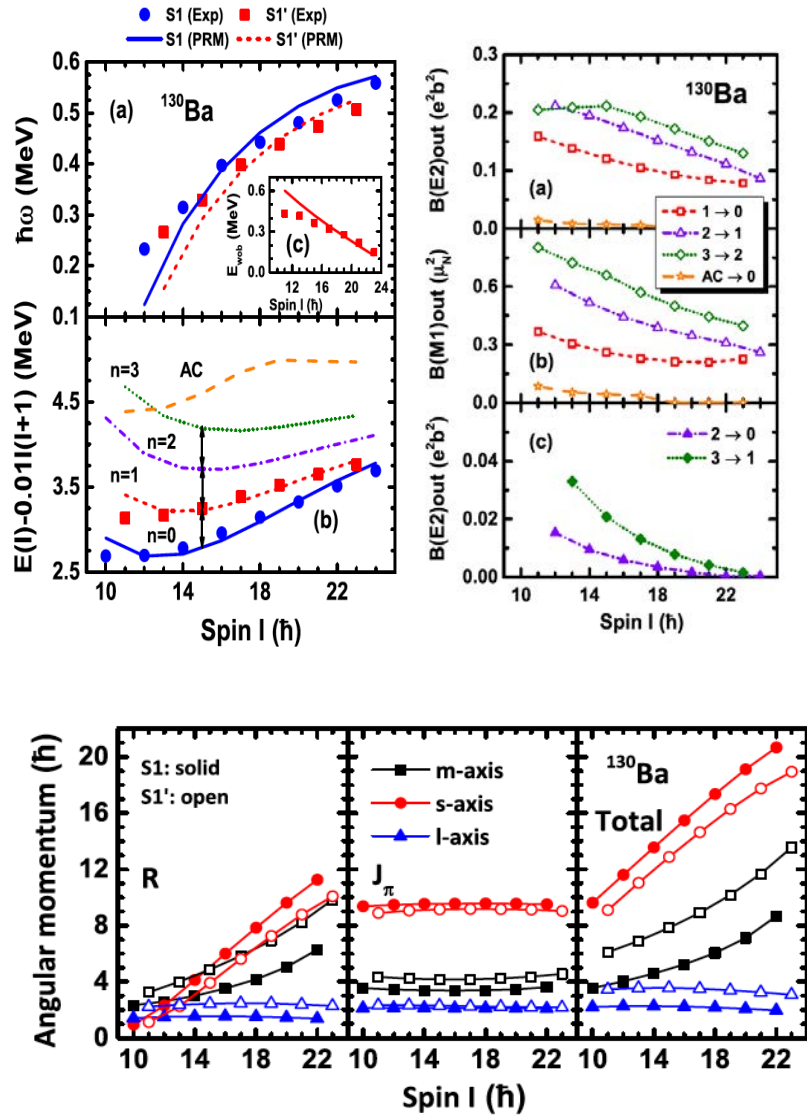 S1 (Exp) S1' (Exp)
S1 (PRM) S1' (PRM)
ħω (MeV)
0.6
0.5
0.4
0.3
0.2
0.1
(a)
130Ba
E_wob (MeV)
0.6
0.3
0.0
(c)
12 15 18 21 24
Spin I (ħ)
E(I)-0.01I(I+1) (MeV)
4.5
3.5
2.5
n=3
AC
n=2
n=1
n=0
(b)
10 14 18 22
Spin I (ħ)
B(E2)out (e²b²)
0.3
0.2
0.1
0.0
130Ba
(a)
1 → 0
2 → 1
3 → 2
AC → 0
B(M1)out (μ²_N)
0.6
0.3
0.0
(b)
B(E2)out (e²b²)
0.04
0.02
0.00
(c)
2 → 0
3 → 1
10 14 18 23
Spin I (ħ)
Angular momentum (ħ)
20
16
12
8
4
0
S1: solid
S1': open
R
m-axis
s-axis
l-axis
Jπ
130Ba
Total
10 14 18 22 10 14 18 22 10 14 18 22
Spin I (ħ)